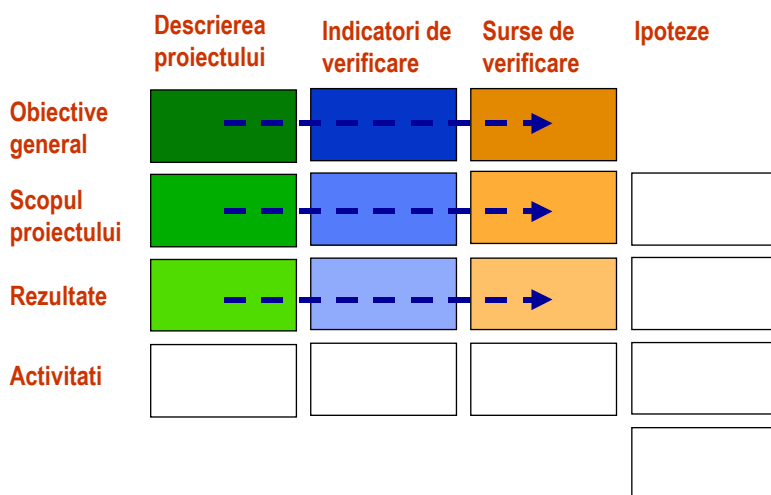 Descrierea
proiectului
Indicatori de
verificare
Surse de
verificare
Ipoteze
Obiective
general
Scopul
proiectului
Rezultate
Activitati